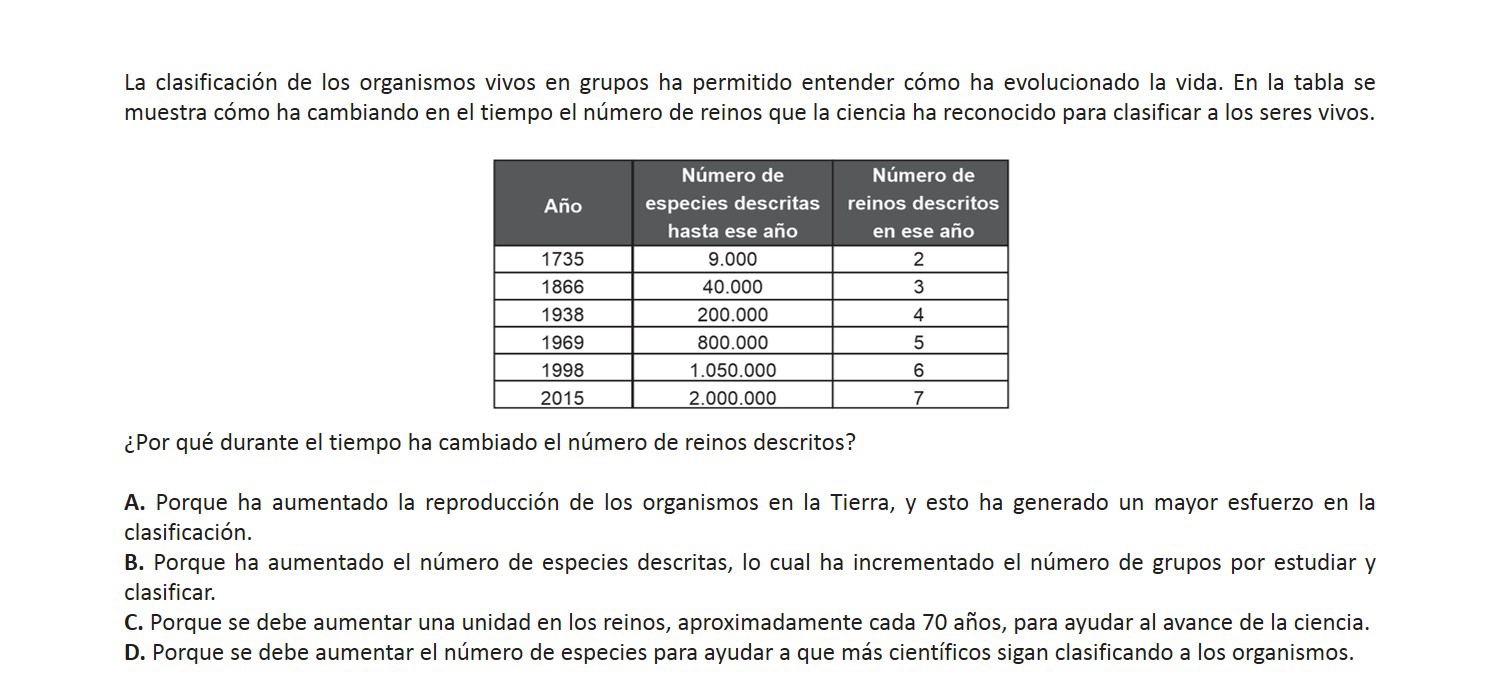 La clasificación de los organismos vivos en grupos ha permitido entender cómo ha evolucionado la vida. En la tabla se
muestra cómo ha cambiando en el tiempo el número de reinos que la ciencia ha reconocido para clasificar a los seres vivos.
Año Número de especies descritas hasta ese año Número de reinos descritos en ese año
1735 9.000 2
1866 40.000 3
1938 200.000 4
1969 800.000 5
1998 1.050.000 6
2015 2.000.000 7
¿Por qué durante el tiempo ha cambiado el número de reinos descritos?
A. Porque ha aumentado la reproducción de los organismos en la Tierra, y esto ha generado un mayor esfuerzo en la
clasificación.
B. Porque ha aumentado el número de especies descritas, lo cual ha incrementado el número de grupos por estudiar y
clasificar.
C. Porque se debe aumentar una unidad en los reinos, aproximadamente cada 70 años, para ayudar al avance de la ciencia.
D. Porque se debe aumentar el número de especies para ayudar a que más científicos sigan clasificando a los organismos.